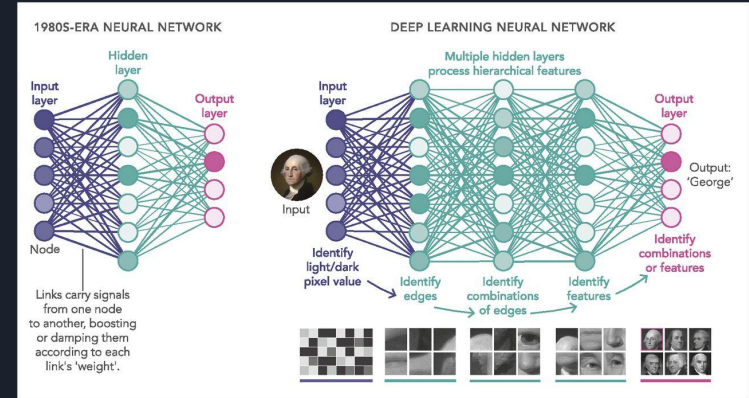 1980S-ERA NEURAL NETWORK
Hidden
layer
Input
layer
Output
layer
Node
Links carry signals
from one node
to another, boosting
or damping them
according to each
link's 'weight'.
DEEP LEARNING NEURAL NETWORK
Multiple hidden layers
process hierarchical features
Input
layer
Output
layer
Input
Output:
'George'
Identify
light/dark
pixel value
Identify
edges
Identify
combinations
of edges
Identify
features
Identify
combinations
or features